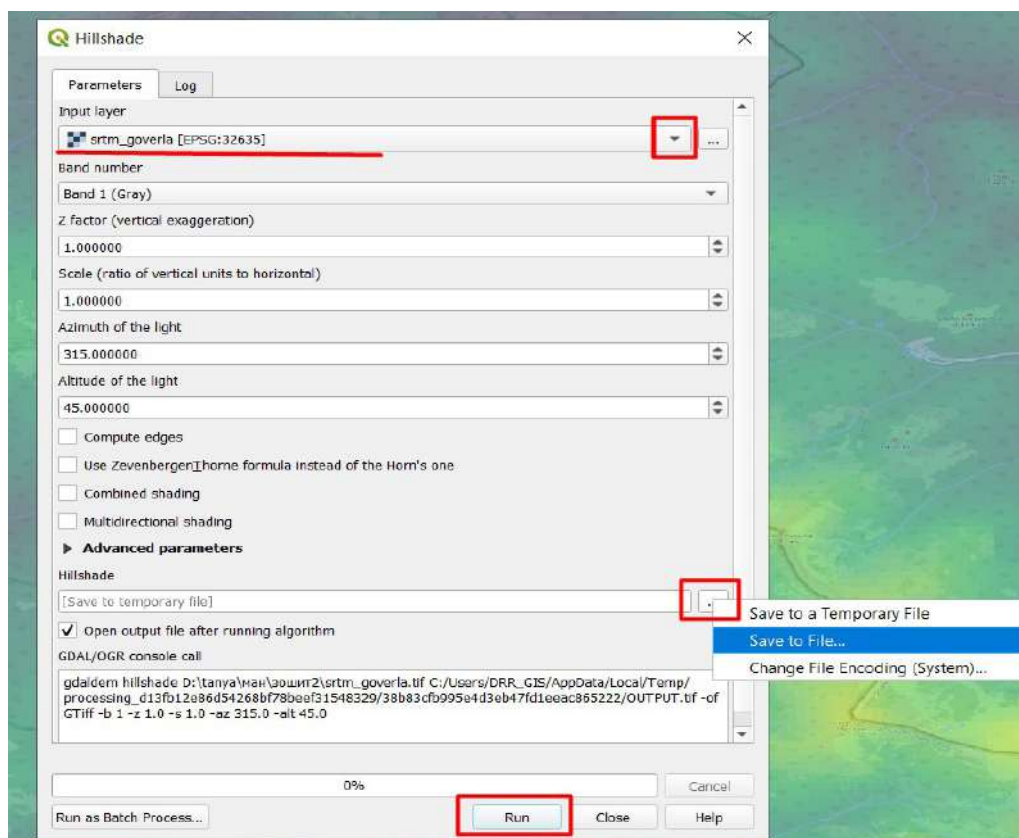 Hillshade
Parameters
Log
Input layer
srtm_goverla [EPSG:32635]
...
Band number
Band 1 (Gray)
Z factor (vertical exaggeration)
1.000000
Scale (ratio of vertical units to horizontal)
1.000000
Azimuth of the light
315.000000
Altitude of the light
45.000000
Compute edges
Use ZevenbergenThorne formula instead of the Horn's one
Combined shading
Multidirectional shading
Advanced parameters
Hillshade
[Save to temporary file]
Save to a Temporary File
Open output file after running algorithm
Save to File...
GDAL/OGR console call
Change File Encoding (System)...
gdaldem hillshade D:\tanya\ман\зошит2\srtm_goverla.tif C:/Users/DRR_GIS/AppData/Local/Temp/
processing_d13fb12e86d54268bf78beef31548329/38b83cfb995e4d3eb47fd1eeac865222/OUTPUT.tif -of
GTiff -b 1 -z 1.0 -s 1.0 -az 315.0 -alt 45.0
0%
Cancel
Run as Batch Process...
Run
Close
Help